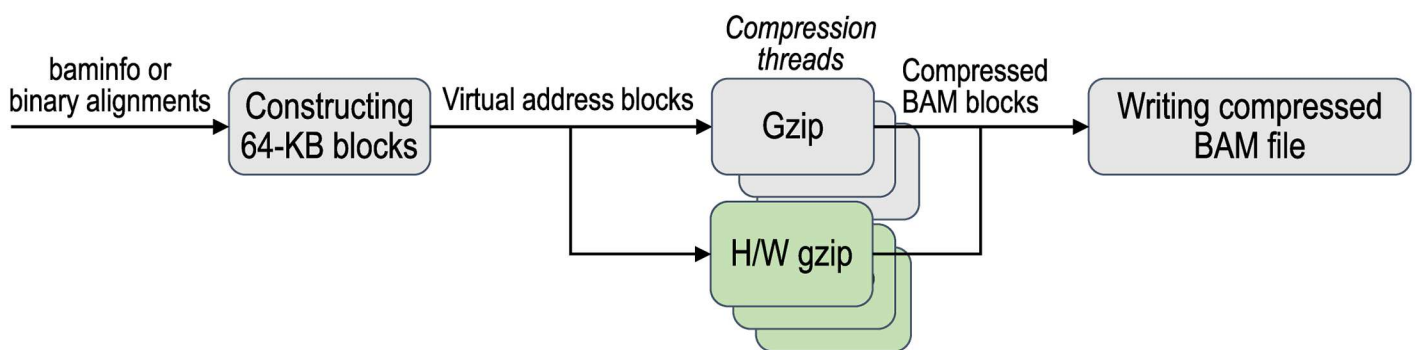 baminfo or
binary alignments
Constructing
64-KB blocks
Virtual address blocks
Compression
threads
Gzip
H/W gzip
Compressed
BAM blocks
Writing compressed
BAM file